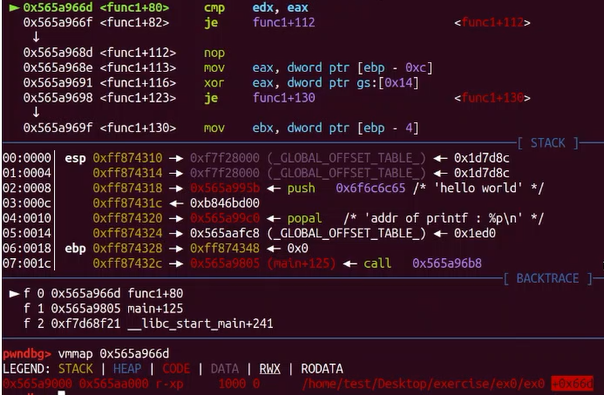 ► 0x565a966d <func1+80> cmp edx, eax
0x565a966f <func1+82> je func1+112 <func1+112>
↓
0x565a968d <func1+112> nop
0x565a968e <func1+113> mov eax, dword ptr [ebp - 0xc]
0x565a9691 <func1+116> xor eax, dword ptr gs:[0x14]
0x565a9698 <func1+123> je func1+130 <func1+130>
↓
0x565a969f <func1+130> mov ebx, dword ptr [ebp - 4]
[ STACK ]
00:0000│ esp 0xff874310 → 0xf7f28000 (_GLOBAL_OFFSET_TABLE_) ← 0x1d7d8c
01:0004│ 0xff874314 → 0xf7f28000 (_GLOBAL_OFFSET_TABLE_) ← 0x1d7d8c
02:0008│ 0xff874318 → 0x565a995b ← push 0x6f6c6c65 /* 'hello world' */
03:000c│ 0xff87431c ← 0xb846bd00
04:0010│ 0xff874320 → 0x565a99c0 ← popal /* 'addr of printf : %p\n' */
05:0014│ 0xff874324 → 0x565aafc8 (_GLOBAL_OFFSET_TABLE_) ← 0x1ed0
06:0018│ ebp 0xff874328 → 0xff874348 ← 0x0
07:001c│ 0xff87432c → 0x565a9805 (main+125) ← call 0x565a96b8
[ BACKTRACE ]
► f 0 0x565a966d func1+80
f 1 0x565a9805 main+125
f 2 0xf7d68f21 __libc_start_main+241
pwndbg> vmmap 0x565a966d
LEGEND: STACK | HEAP | CODE | DATA | RWX | RODATA
0x565a9000 0x565aa000 r-xp 1000 0 /home/test/Desktop/exercise/ex0/ex0 +0x66d